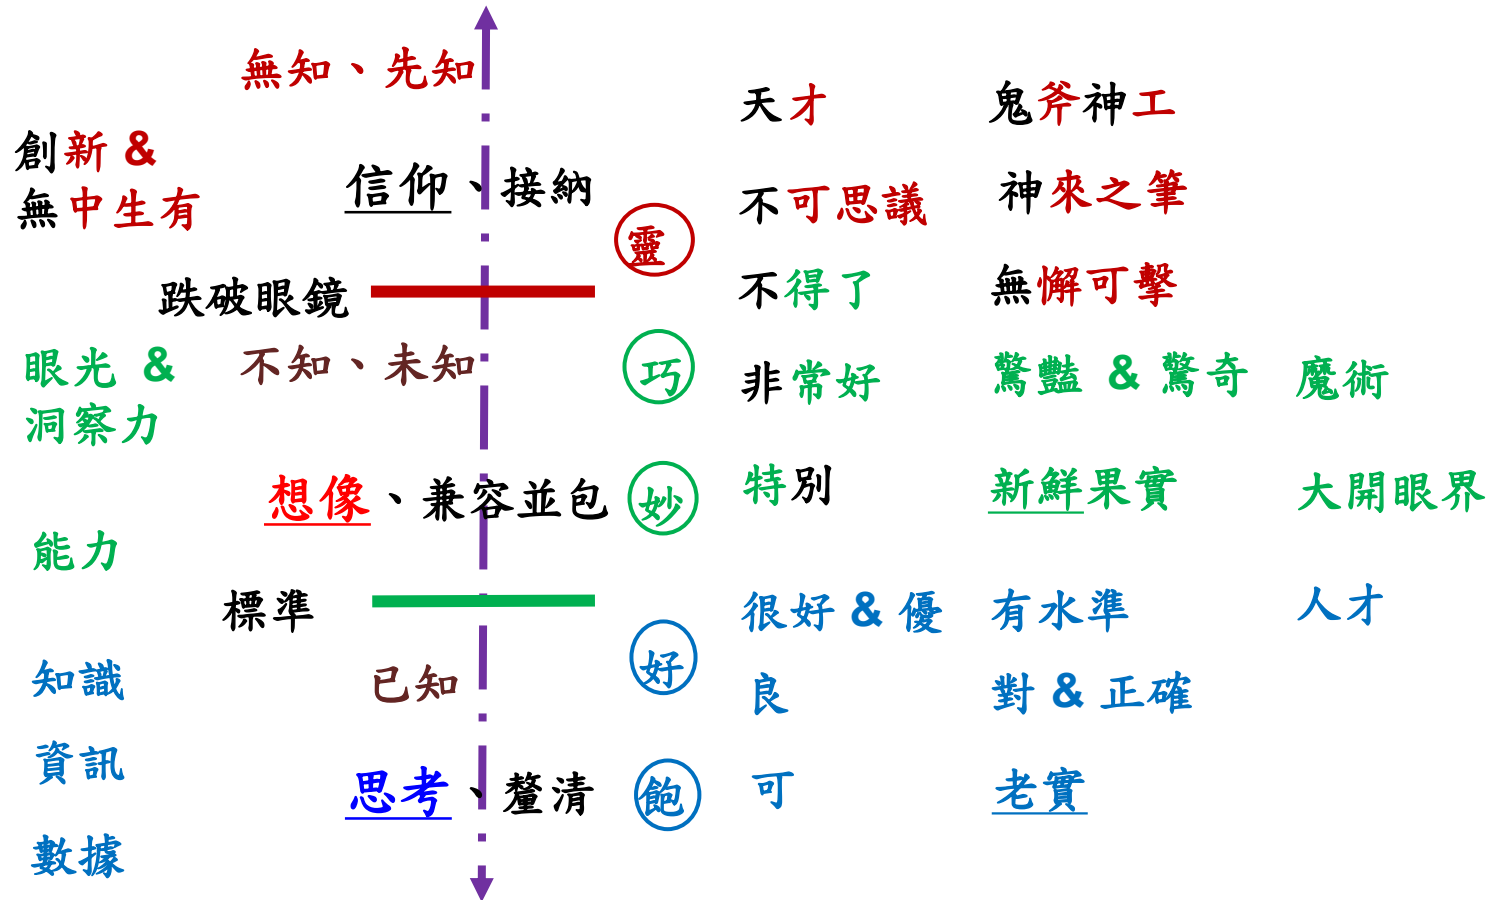 無知、先知
天才
鬼斧神工
創新 &
無中生有
信仰、接納
不可思議
神來之筆
靈
跌破眼鏡
不得了
無懈可擊
眼光 &
洞察力
不知、未知
巧
非常好
驚豔 & 驚奇
魔術
想像、兼容並包
妙
特別
新鮮果實
大開眼界
能力
標準
很好 & 優
有水準
人才
知識
已知
好
良
對 & 正確
資訊
思考、釐清
飽
可
老實
數據